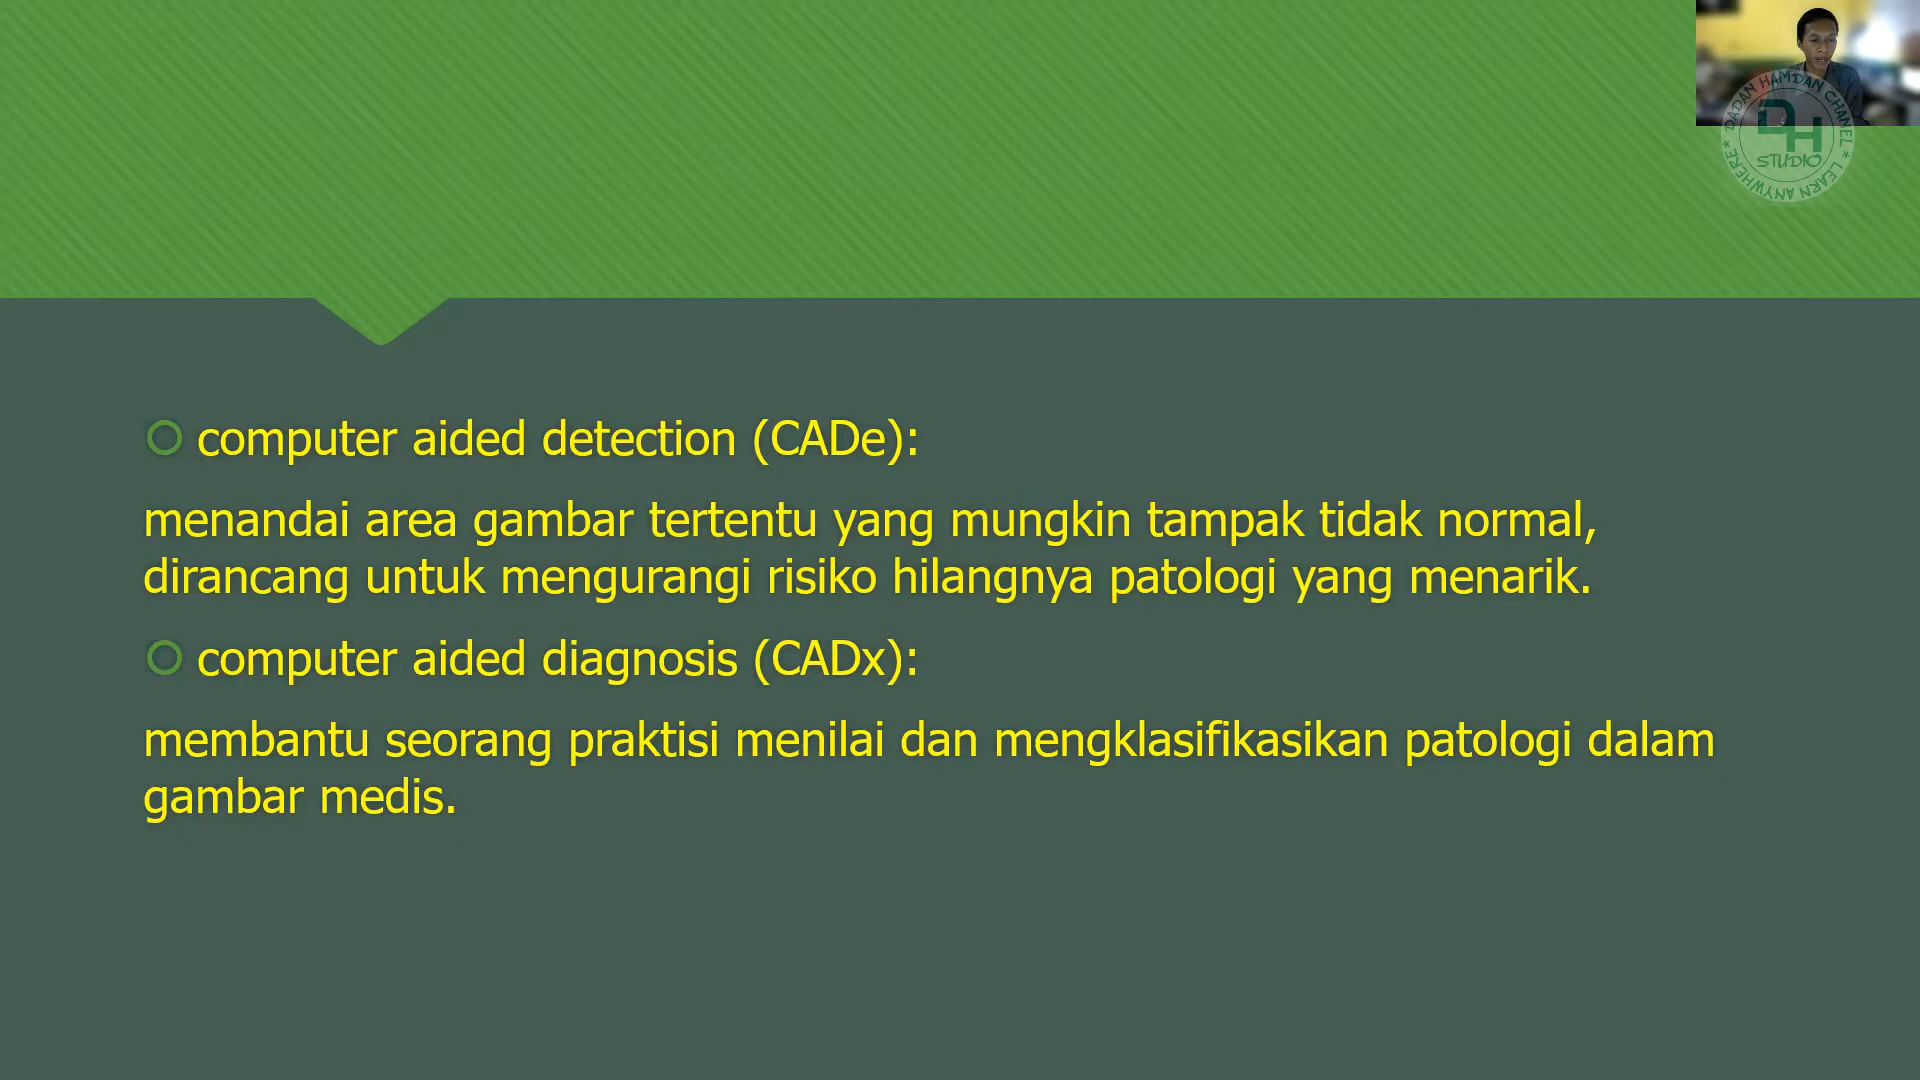 DADAN HAMDAN CHANEL
DH
STUDIO
* LEARN ANYWHERE *
computer aided detection (CADe):
menandai area gambar tertentu yang mungkin tampak tidak normal,
dirancang untuk mengurangi risiko hilangnya patologi yang menarik.
computer aided diagnosis (CADx):
membantu seorang praktisi menilai dan mengklasifikasikan patologi dalam
gambar medis.